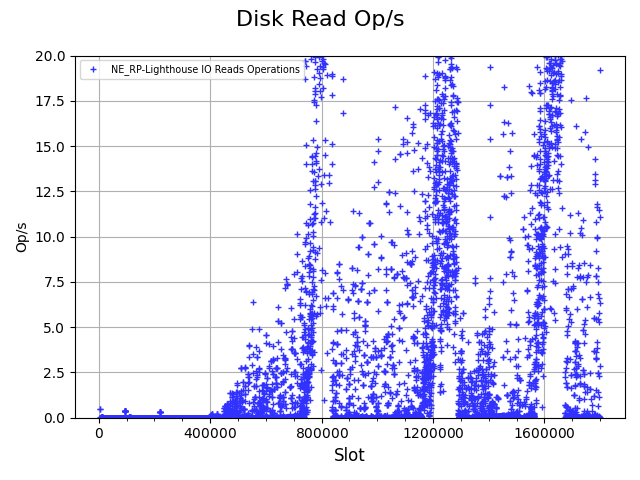 Disk Read Op/s
NE_RP-Lighthouse IO Reads Operations
20.0
17.5
15.0
12.5
10.0
7.5
5.0
2.5
0.0
Op/s
0 400000 800000 1200000 1600000
Slot